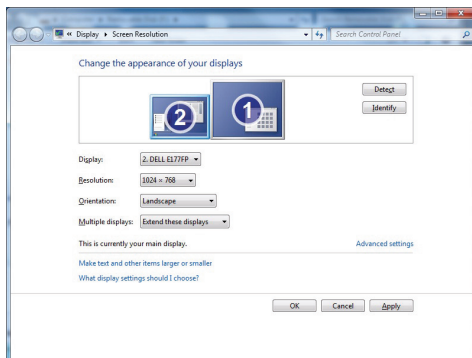 « Display ▸ Screen Resolution
Search Control Panel
Change the appearance of your displays
2
1
Detect
Identify
Display: 2. DELL E177FP
Resolution: 1024 × 768
Orientation: Landscape
Multiple displays: Extend these displays
This is currently your main display. Advanced settings
Make text and other items larger or smaller
What display settings should I choose?
OK Cancel Apply